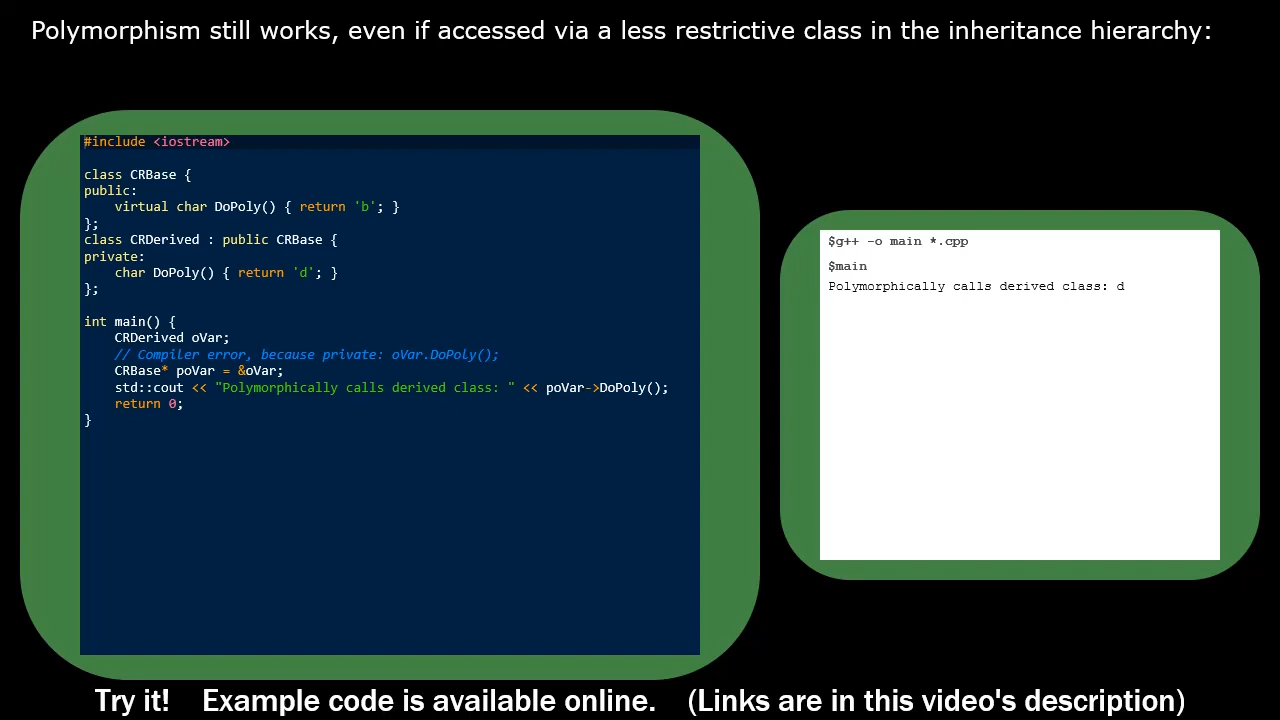 Polymorphism still works, even if accessed via a less restrictive class in the inheritance hierarchy:
#include <iostream>
class CRBase {
public:
    virtual char DoPoly() { return 'b'; }
};
class CRDerived : public CRBase {
private:
    char DoPoly() { return 'd'; }
};
int main() {
    CRDerived oVar;
    // Compiler error, because private: oVar.DoPoly();
    CRBase* poVar = &oVar;
    std::cout << "Polymorphically calls derived class: " << poVar->DoPoly();
    return 0;
}
$g++ -o main *.cpp
$main
Polymorphically calls derived class: d
Try it! Example code is available online. (Links are in this video's description)